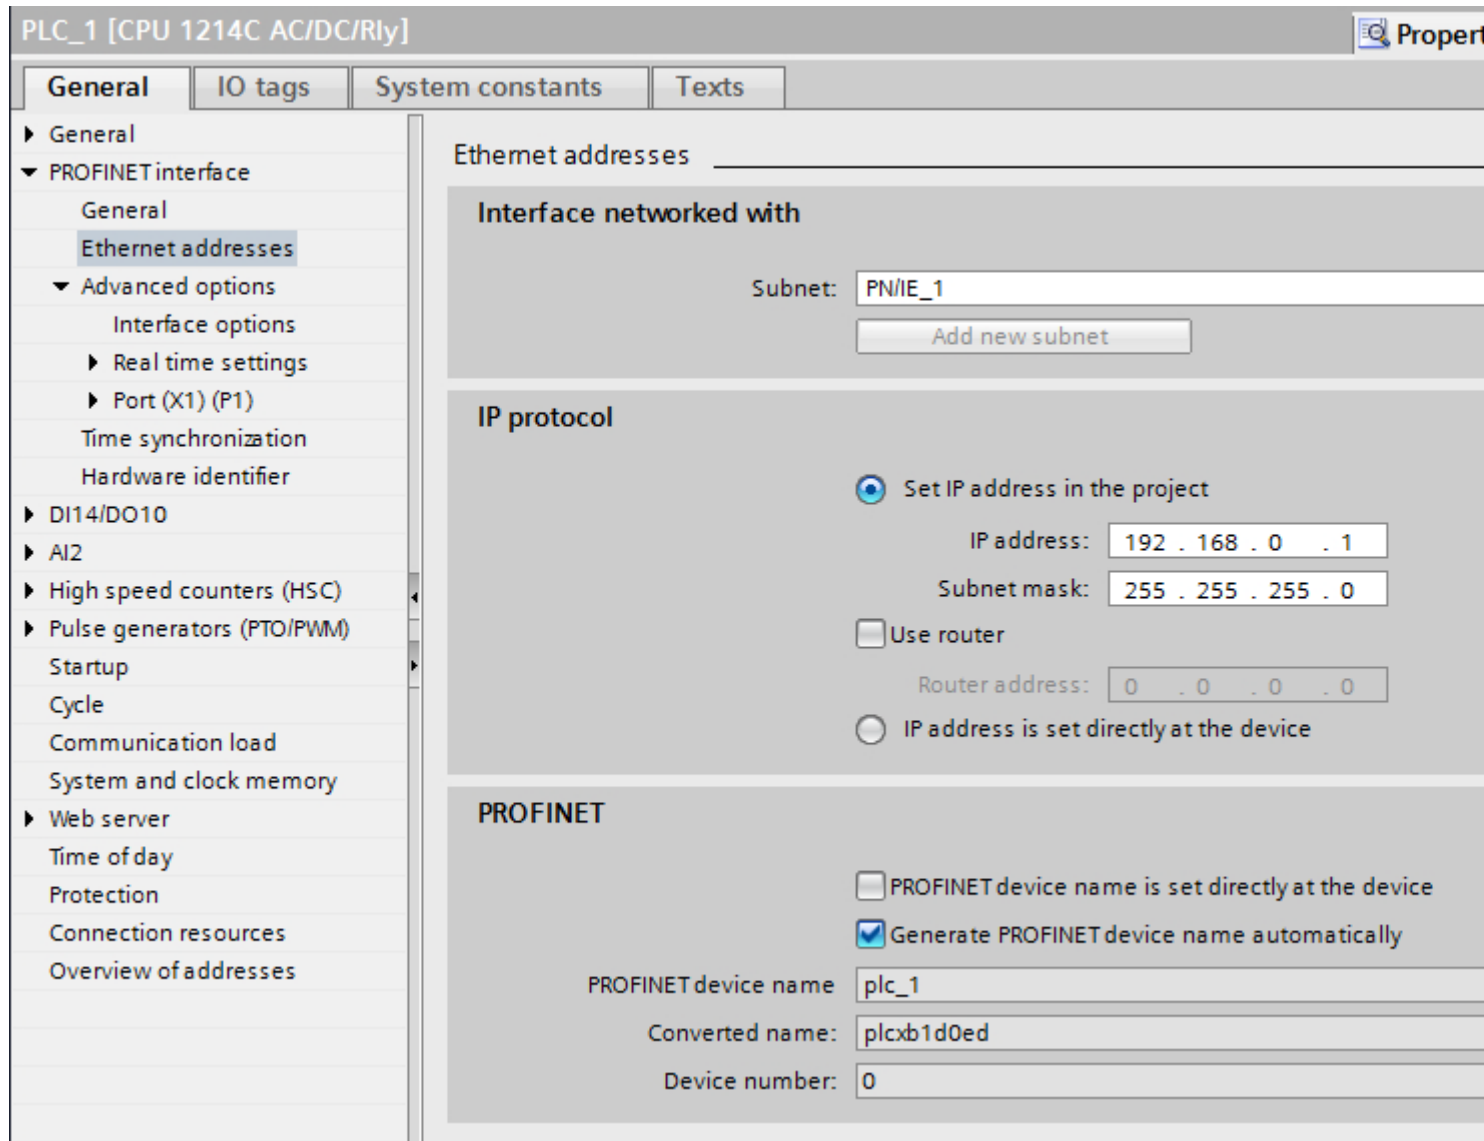 PLC_1 [CPU 1214C AC/DC/Rly]
Propert
General IO tags System constants Texts
General
PROFINET interface
General
Ethernet addresses
Advanced options
Interface options
Real time settings
Port (X1) (P1)
Time synchronization
Hardware identifier
DI14/DO10
AI2
High speed counters (HSC)
Pulse generators (PTO/PWM)
Startup
Cycle
Communication load
System and clock memory
Web server
Time of day
Protection
Connection resources
Overview of addresses
Ethernet addresses
Interface networked with
Subnet: PN/IE_1
Add new subnet
IP protocol
Set IP address in the project
IP address: 192 . 168 . 0 . 1
Subnet mask: 255 . 255 . 255 . 0
Use router
Router address: 0 . 0 . 0 . 0
IP address is set directly at the device
PROFINET
PROFINET device name is set directly at the device
Generate PROFINET device name automatically
PROFINET device name plc_1
Converted name: plcxb1d0ed
Device number: 0